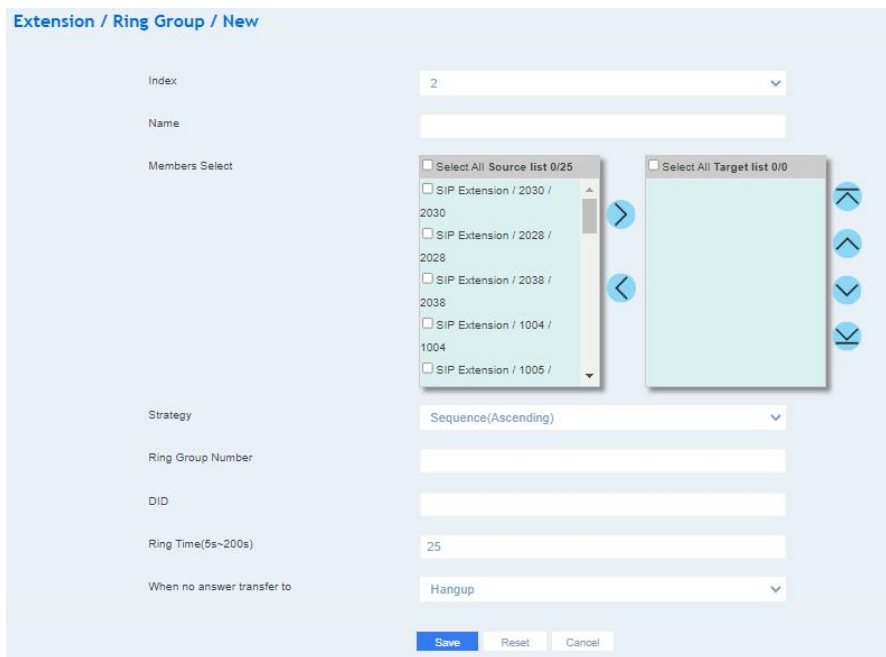 Extension / Ring Group / New
Index
2
Name
Members Select
Select All Source list 0/25
SIP Extension / 2030 /
2030
SIP Extension / 2028 /
2028
SIP Extension / 2038 /
2038
SIP Extension / 1004 /
1004
SIP Extension / 1005 /
Select All Target list 0/0
Strategy
Sequence(Ascending)
Ring Group Number
DID
Ring Time(5s~200s)
25
When no answer transfer to
Hangup
Save Reset Cancel